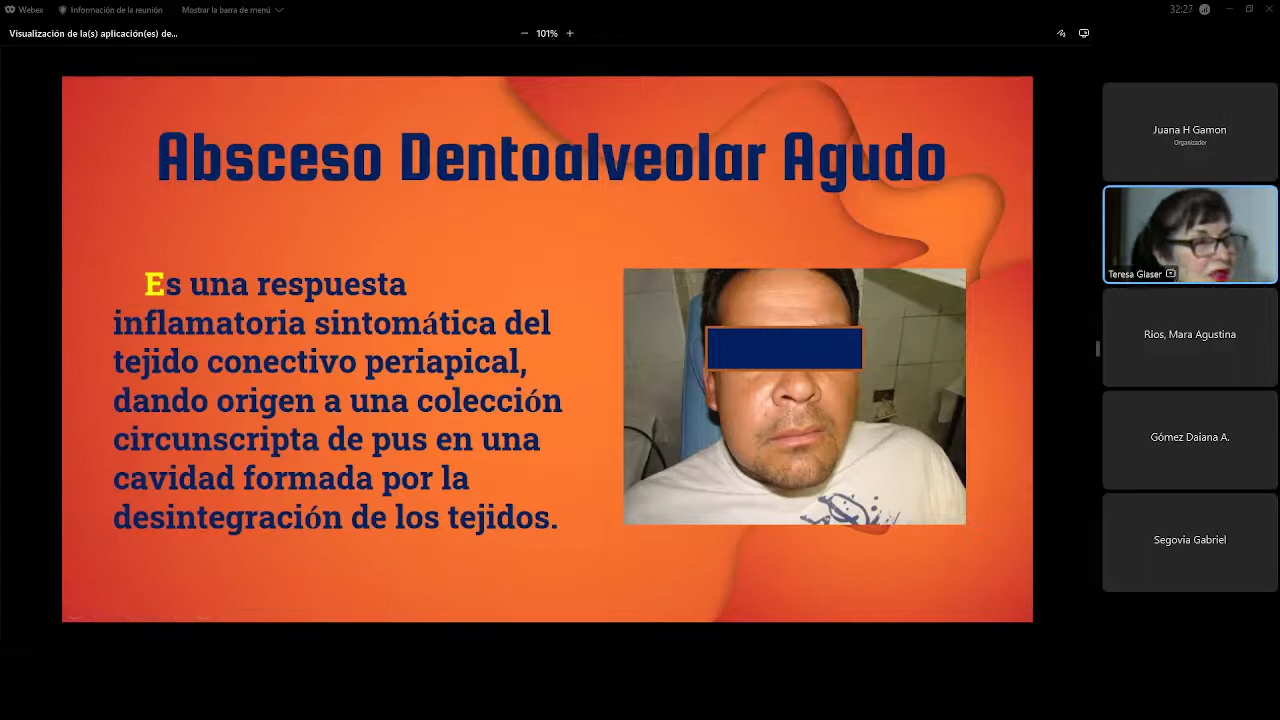 Webex
Información de la reunión
Mostrar la barra de menú
32:27
Visualización de la(s) aplicación(es) de...
101%
Absceso Dentoalveolar Agudo
Es una respuesta
inflamatoria sintomática del
tejido conectivo periapical,
dando origen a una colección
circunscripta de pus en una
cavidad formada por la
desintegración de los tejidos.
Juana H Gamon
Organizador
Teresa Glaser
Ríos, Mara Agustina
Gómez Daiana A.
Segovia Gabriel